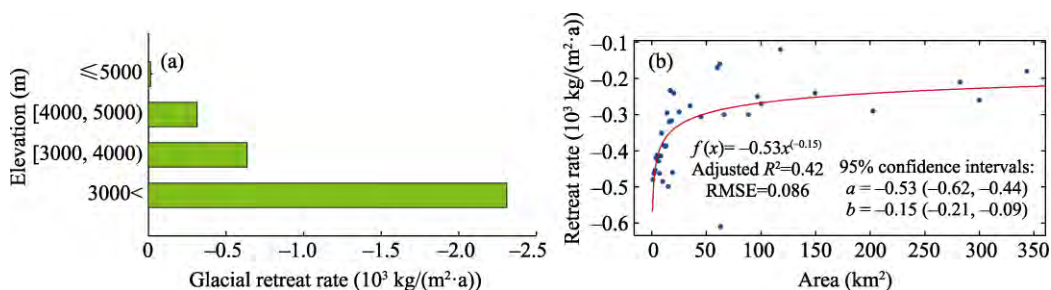 (a)
Elevation (m)
≤5000
[4000, 5000)
[3000, 4000)
3000<
0 −0.5 −1.0 −1.5 −2.0 −2.5
Glacial retreat rate (10³ kg/(m²·a))
(b)
Retreat rate (10³ kg/(m²·a))
−0.1
−0.2
−0.3
−0.4
−0.5
−0.6
f (x)= −0.53x^(−0.15)
Adjusted R²=0.42
RMSE=0.086
95% confidence intervals:
a = −0.53 (−0.62, −0.44)
b = −0.15 (−0.21, −0.09)
0 50 100 150 200 250 300 350
Area (km²)